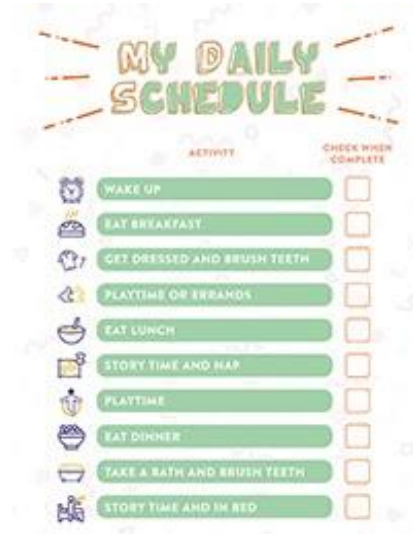 MY DAILY
SCHEDULE
ACTIVITY
CHECK WHEN
COMPLETE
WAKE UP
EAT BREAKFAST
GET DRESSED AND BRUSH TEETH
PLAYTIME OR ERRANDS
EAT LUNCH
STORY TIME AND NAP
PLAYTIME
EAT DINNER
TAKE A BATH AND BRUSH TEETH
STORY TIME AND IN BED